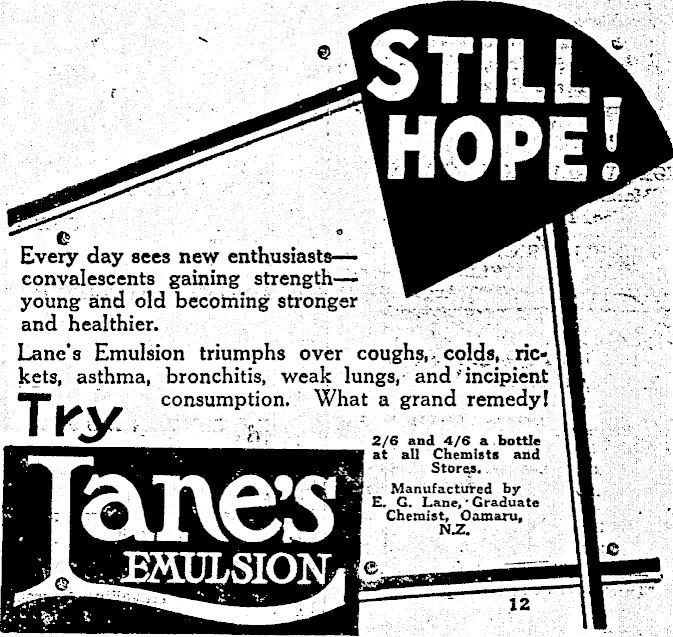 STILL
HOPE!
Every day sees new enthusiasts—
convalescents gaining strength—
young and old becoming stronger
and healthier.
Lane's Emulsion triumphs over coughs, colds, ric-
kets, asthma, bronchitis, weak lungs, and incipient
consumption. What a grand remedy!
Try
Lane's
EMULSION
2/6 and 4/6 a bottle
at all Chemists and
Stores.
Manufactured by
E. G. Lane, Graduate
Chemist, Oamaru,
N.Z.
12